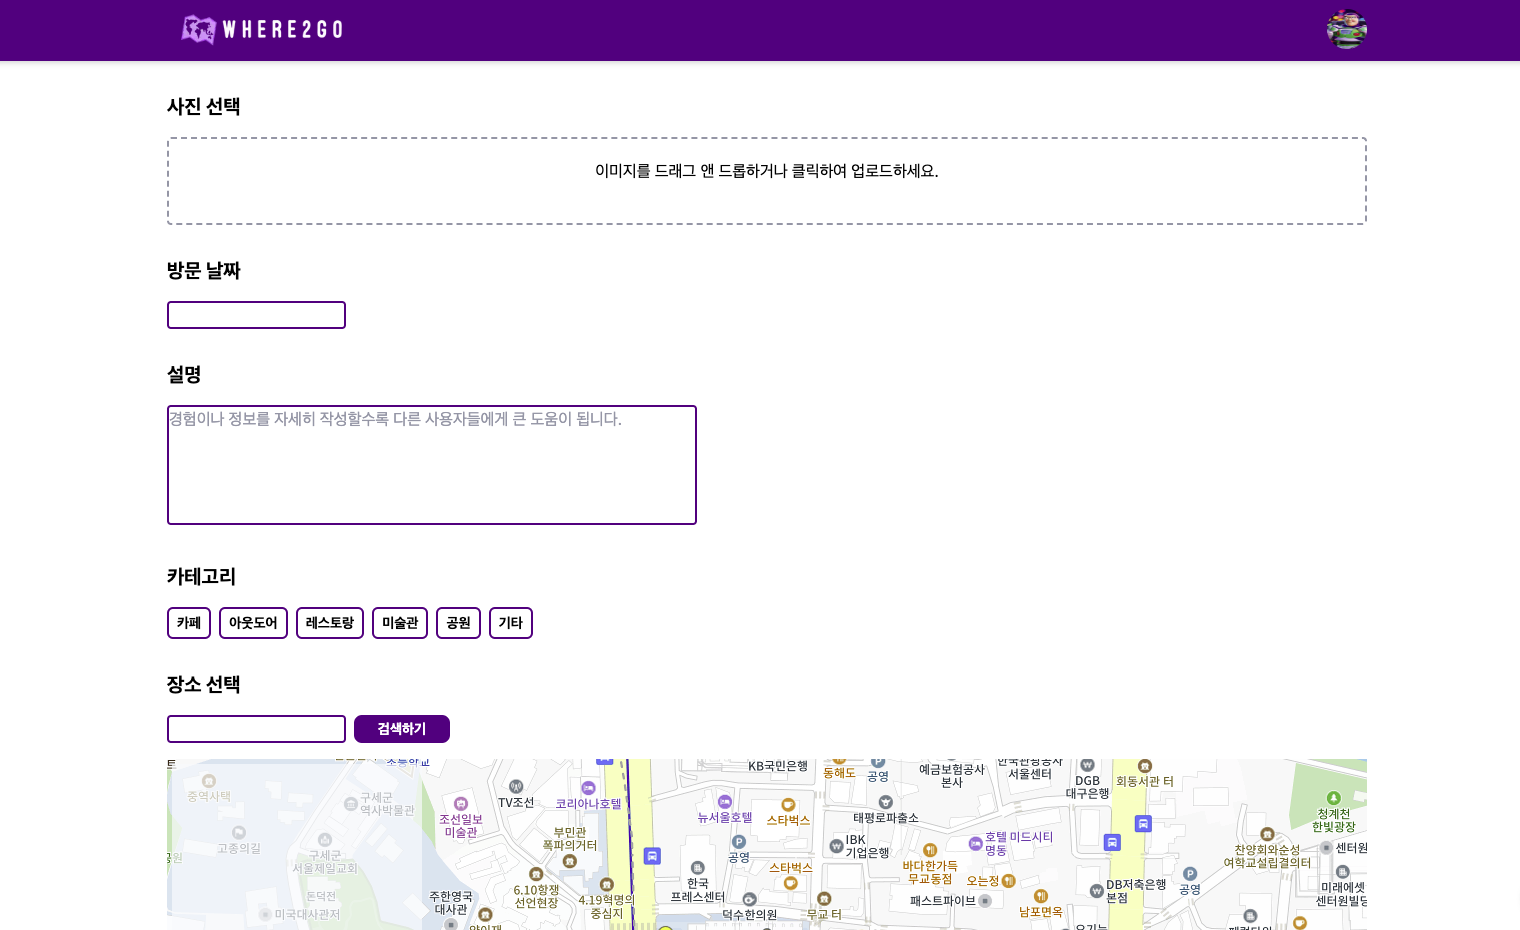 WHERE2GO
사진 선택
이미지를 드래그 앤 드롭하거나 클릭하여 업로드하세요.
방문 날짜
설명
경험이나 정보를 자세히 작성할수록 다른 사용자들에게 큰 도움이 됩니다.
카테고리
카페 아웃도어 레스토랑 미술관 공원 기타
장소 선택
검색하기
KB국민은행
동해도
공영
예금보험공사
본사
한국관광공사
서울센터
DGB
대구은행
회동서관 터
중역사택
구세군
역사박물관
TV조선
코리아나호텔
조선일보
미술관
뉴서울호텔
스타벅스
태평로파출소
청계천
한빛광장
고종의길
부민관
폭파의거터
공영
IBK
기업은행
호텔 미드시티
명동
구세군
서울제일교회
스타벅스
바다한가득
무교동점
찬양회와순성
여학교설립결의터
센터원
돈덕전
미국대사관저
주한영국
대사관
6.10항쟁
선언현장
4.19혁명의
중심지
한국
프레스센터
덕수한의원
무교 터
오는정
패스트파이브
남포면옥
DB저축은행
본점
공영
미래에셋
센터원빌딩